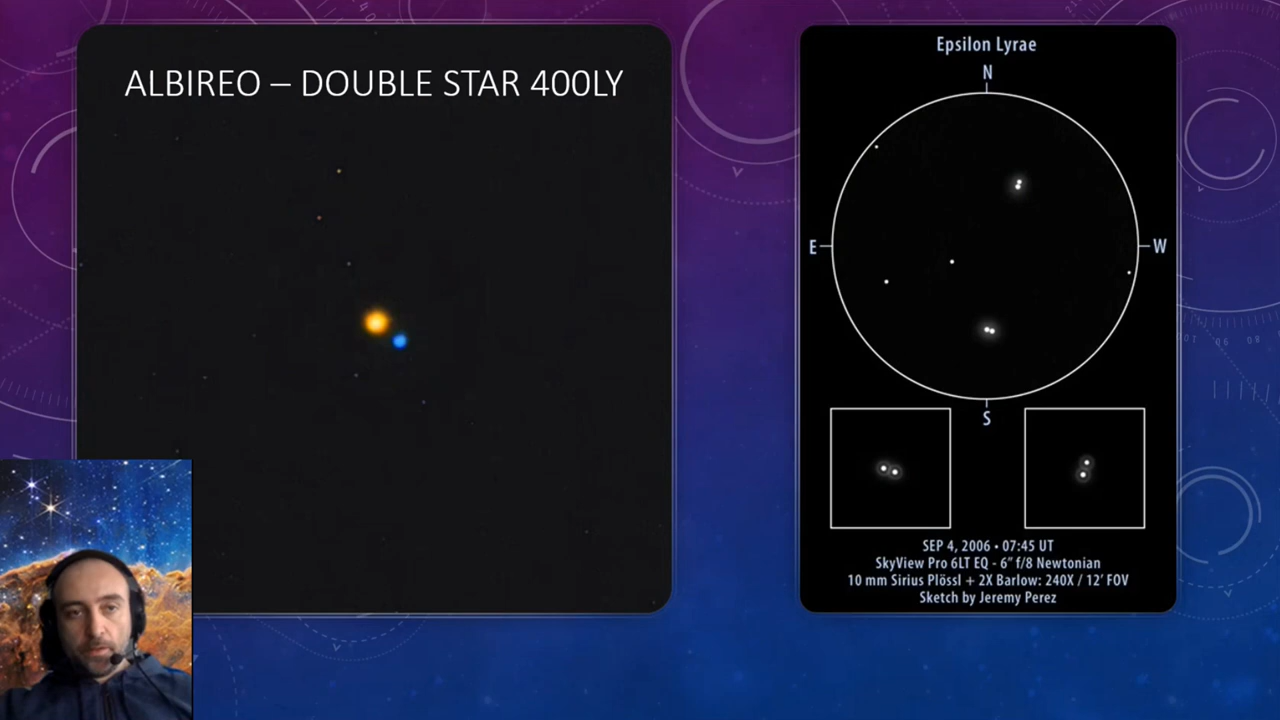 ALBIREO – DOUBLE STAR 400LY
Epsilon Lyrae
N
E
W
S
SEP 4, 2006 • 07:45 UT
SkyView Pro 6LT EQ - 6" f/8 Newtonian
10 mm Sirius Plössl + 2X Barlow: 240X / 12' FOV
Sketch by Jeremy Perez